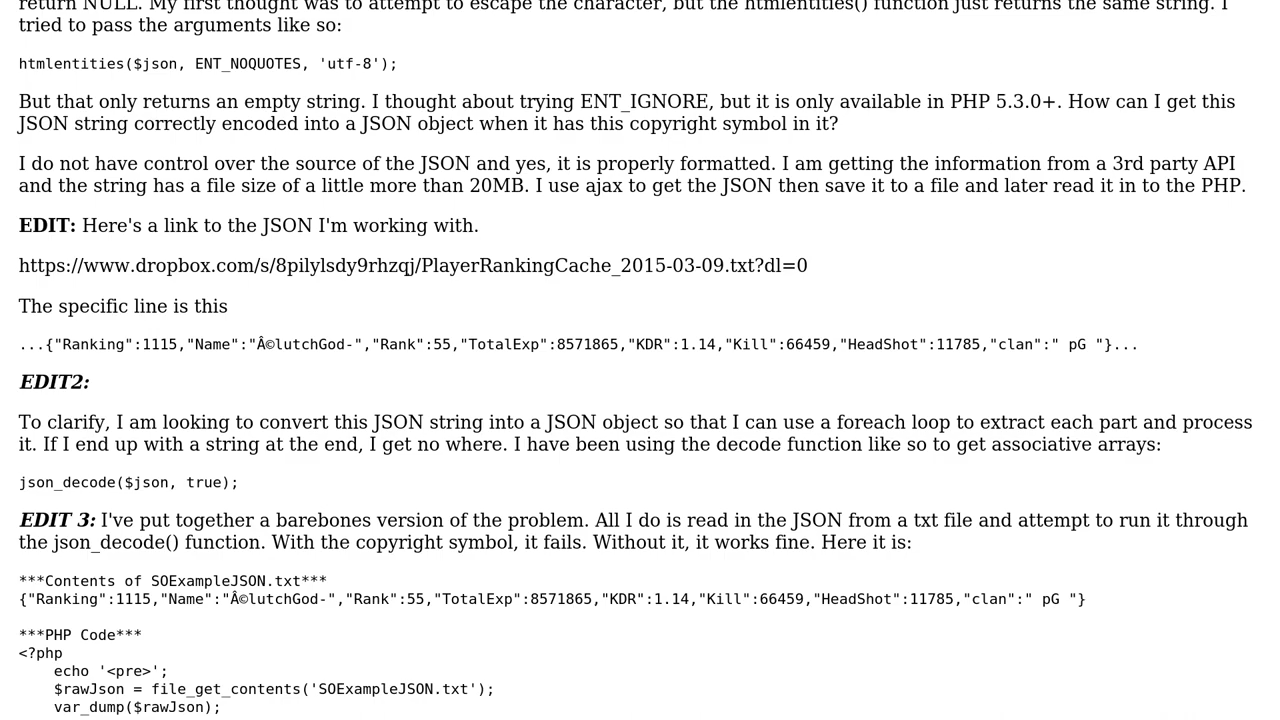 return NULL. My first thought was to attempt to escape the character, but the htmlentities() function just returns the same string. I
tried to pass the arguments like so:
htmlentities($json, ENT_NOQUOTES, 'utf-8');
But that only returns an empty string. I thought about trying ENT_IGNORE, but it is only available in PHP 5.3.0+. How can I get this
JSON string correctly encoded into a JSON object when it has this copyright symbol in it?
I do not have control over the source of the JSON and yes, it is properly formatted. I am getting the information from a 3rd party API
and the string has a file size of a little more than 20MB. I use ajax to get the JSON then save it to a file and later read it in to the PHP.
EDIT: Here's a link to the JSON I'm working with.
https://www.dropbox.com/s/8pilylsdy9rhzqj/PlayerRankingCache_2015-03-09.txt?dl=0
The specific line is this
...{"Ranking":1115,"Name":"Â©lutchGod-","Rank":55,"TotalExp":8571865,"KDR":1.14,"Kill":66459,"HeadShot":11785,"clan":" pG "}...
EDIT2:
To clarify, I am looking to convert this JSON string into a JSON object so that I can use a foreach loop to extract each part and process
it. If I end up with a string at the end, I get no where. I have been using the decode function like so to get associative arrays:
json_decode($json, true);
EDIT 3: I've put together a barebones version of the problem. All I do is read in the JSON from a txt file and attempt to run it through
the json_decode() function. With the copyright symbol, it fails. Without it, it works fine. Here it is:
***Contents of SOExampleJSON.txt***
{"Ranking":1115,"Name":"Â©lutchGod-","Rank":55,"TotalExp":8571865,"KDR":1.14,"Kill":66459,"HeadShot":11785,"clan":" pG "}
***PHP Code***
<?php
echo '<pre>';
$rawJson = file_get_contents('SOExampleJSON.txt');
var_dump($rawJson);